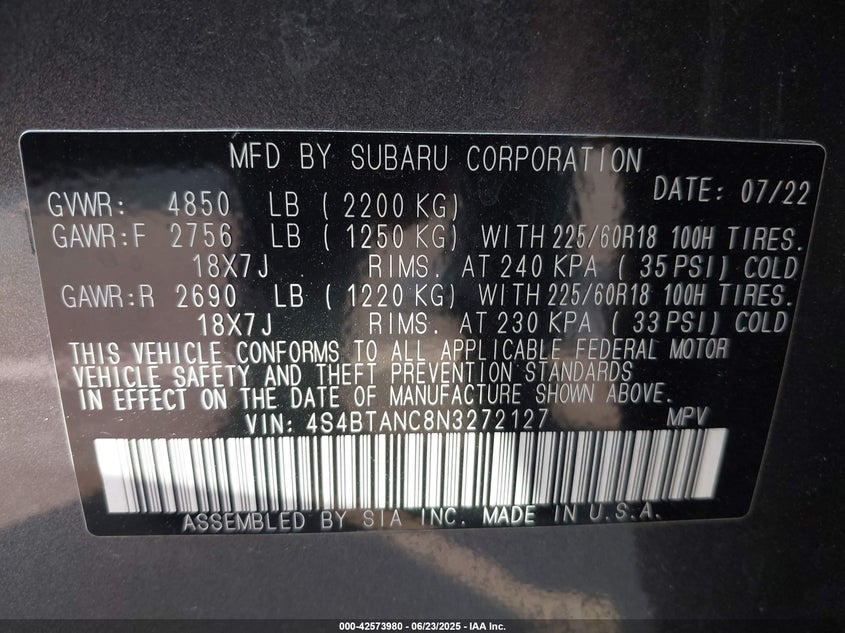 MFD BY SUBARU CORPORATION
DATE: 07/22
GVWR: 4850 LB ( 2200 KG)
GAWR:F 2756 LB ( 1250 KG) WITH 225/60R18 100H TIRES.
18X7J RIMS. AT 240 KPA ( 35 PSI) COLD
GAWR:R 2690 LB ( 1220 KG) WITH 225/60R18 100H TIRES.
18X7J RIMS. AT 230 KPA ( 33 PSI) COLD
THIS VEHICLE CONFORMS TO ALL APPLICABLE FEDERAL MOTOR
VEHICLE SAFETY AND THEFT PREVENTION STANDARDS
IN EFFECT ON THE DATE OF MANUFACTURE SHOWN ABOVE.
VIN: 4S4BTANC8N3272127 MPV
ASSEMBLED BY SIA INC. MADE IN U.S.A.
000-42573980 - 06/23/2025 - IAA Inc.